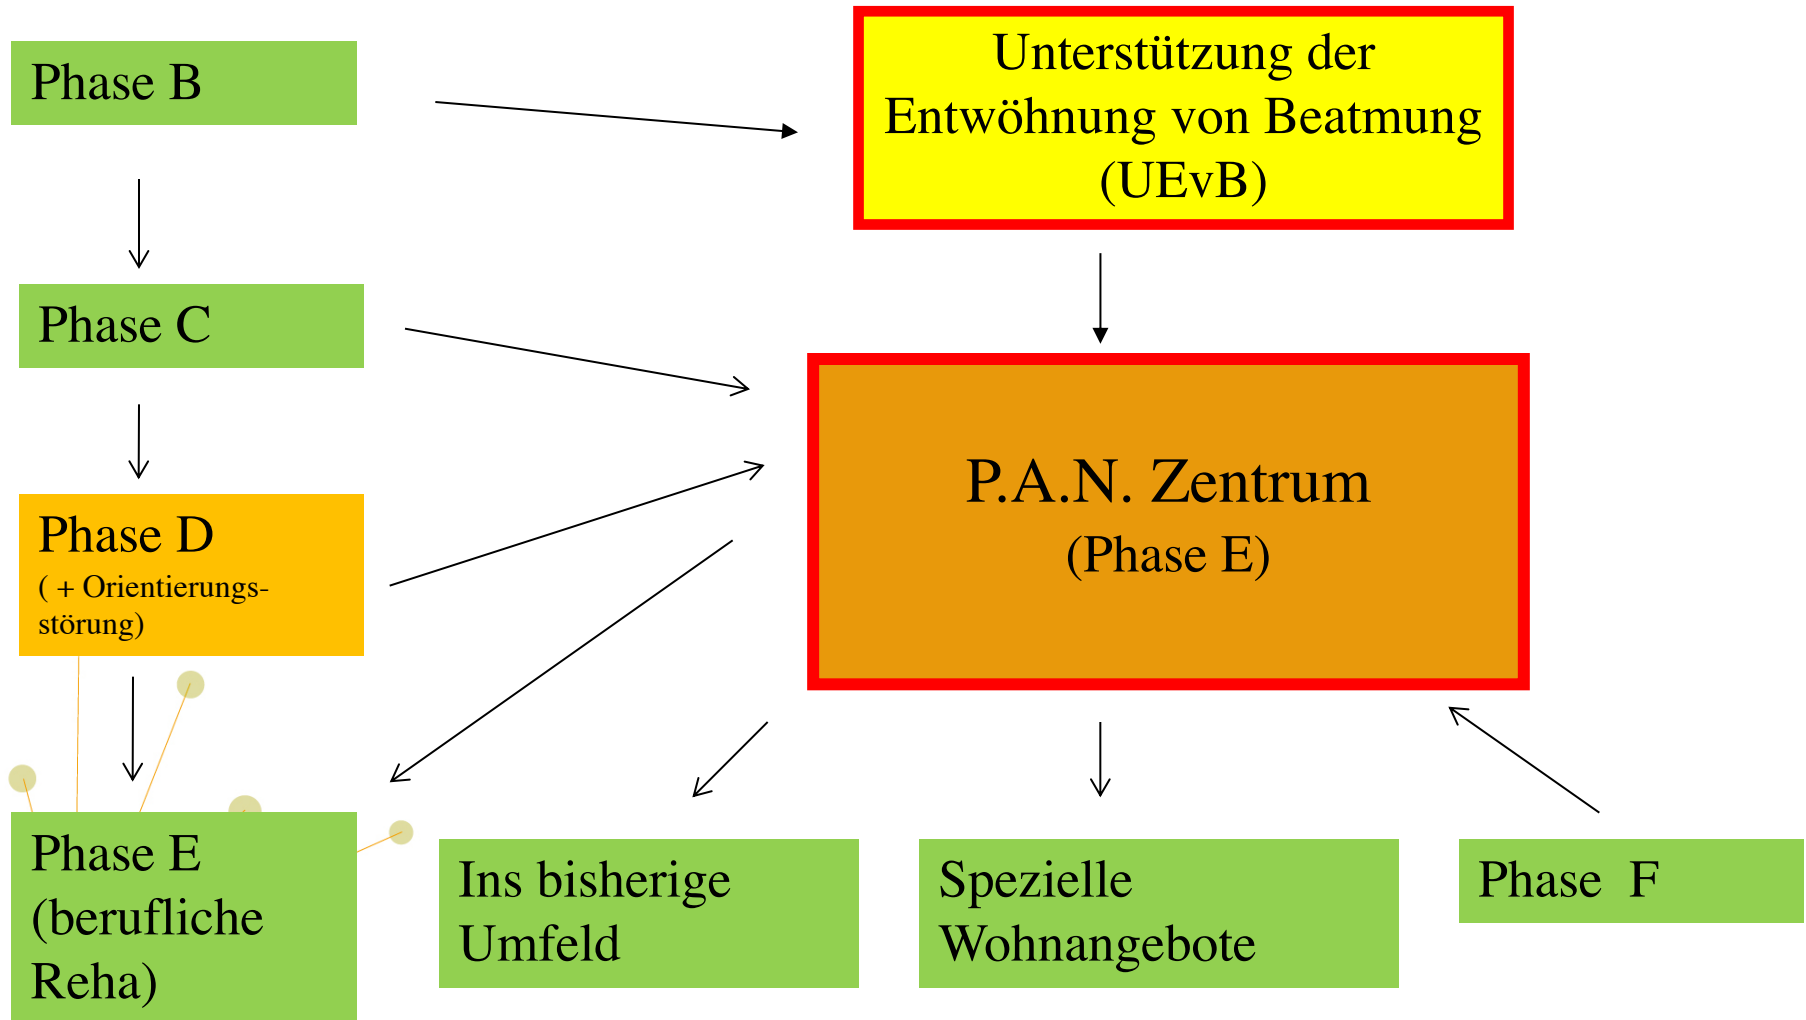 Phase B
Unterstützung der
Entwöhnung von Beatmung
(UEvB)
Phase C
P.A.N. Zentrum
(Phase E)
Phase D
( + Orientierungs-
störung)
Phase E
(berufliche
Reha)
Ins bisherige
Umfeld
Spezielle
Wohnangebote
Phase  F